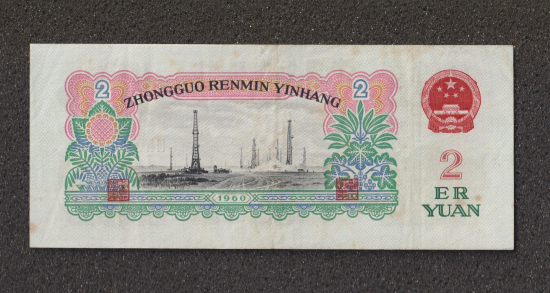 2
2
ZHONGGUO RENMIN YINHANG
1960
2
ER
YUAN